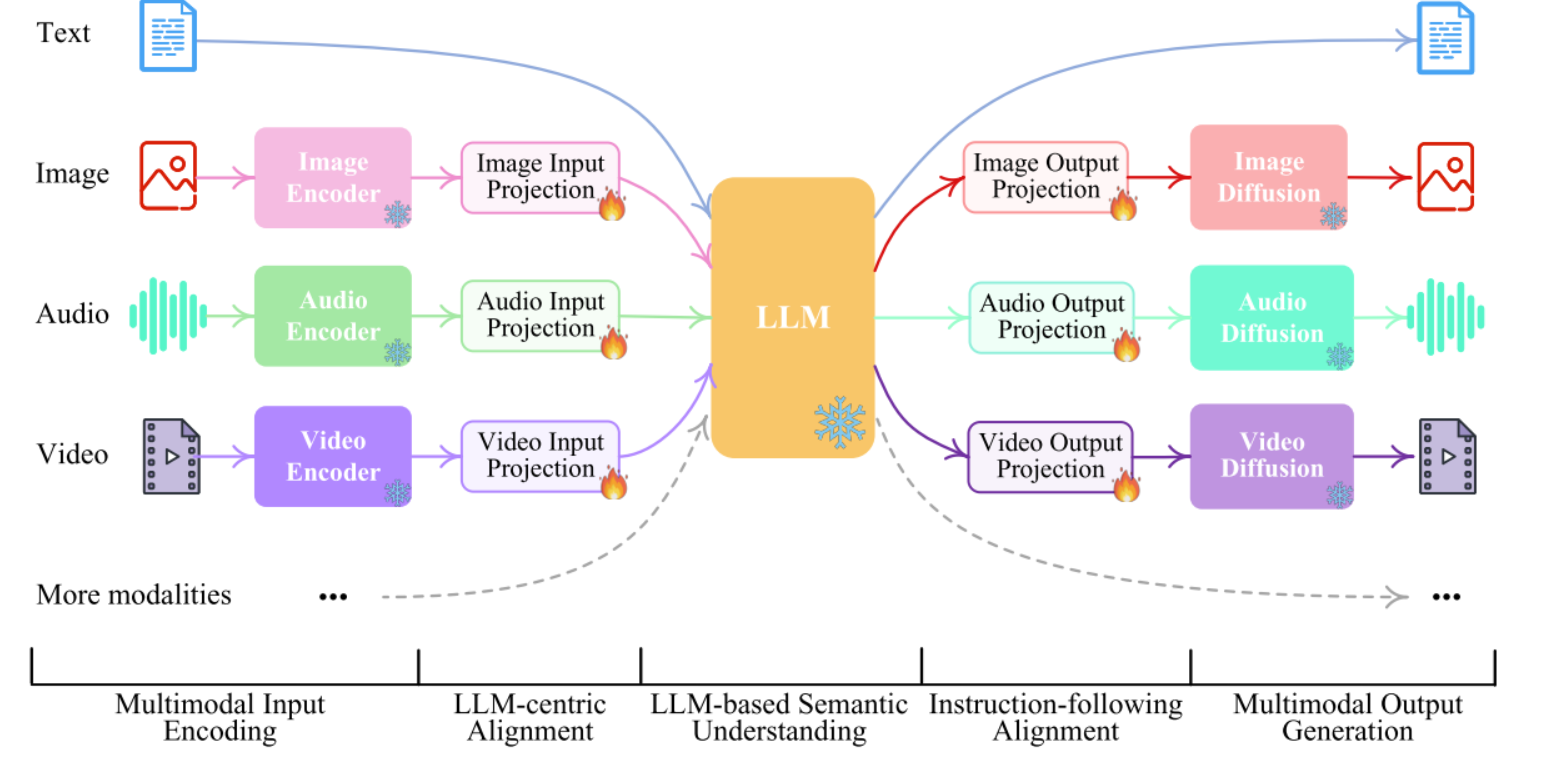 Text
Image
Image
Encoder
Image Input
Projection
Image Output
Projection
Image
Diffusion
Audio
Audio
Encoder
Audio Input
Projection
LLM
Audio Output
Projection
Audio
Diffusion
Video
Video
Encoder
Video Input
Projection
Video Output
Projection
Video
Diffusion
More modalities
...
...
Multimodal Input
Encoding
LLM-centric
Alignment
LLM-based Semantic
Understanding
Instruction-following
Alignment
Multimodal Output
Generation